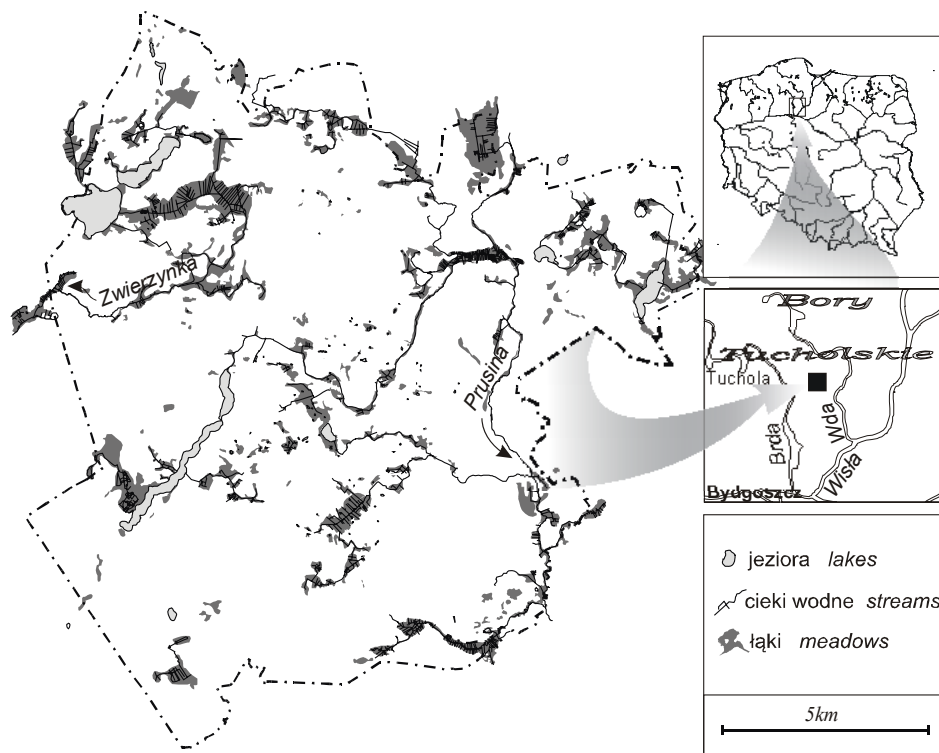 Zwierzynka
Prusina
Bory
Tucholskie
Tuchola
Brda
Wda
Wisła
Bydgoszcz
jeziora lakes
cieki wodne streams
łąki meadows
5km